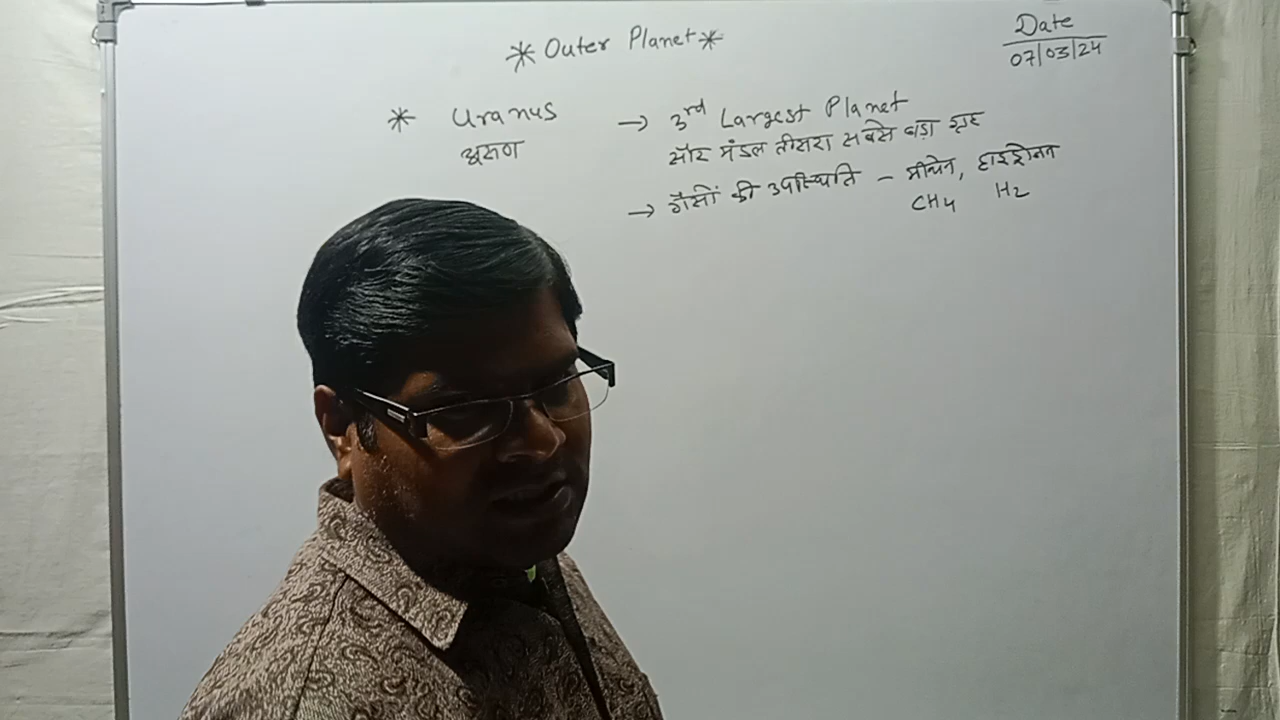 * Outer Planet *
Date
07/03/24
* Uranus
अरुण
→ 3rd Largest Planet
सौर मंडल तीसरा सबसे बड़ा ग्रह
→ गैसों की उपस्थिति - मीथेन, हाइड्रोजन
CH4 H2